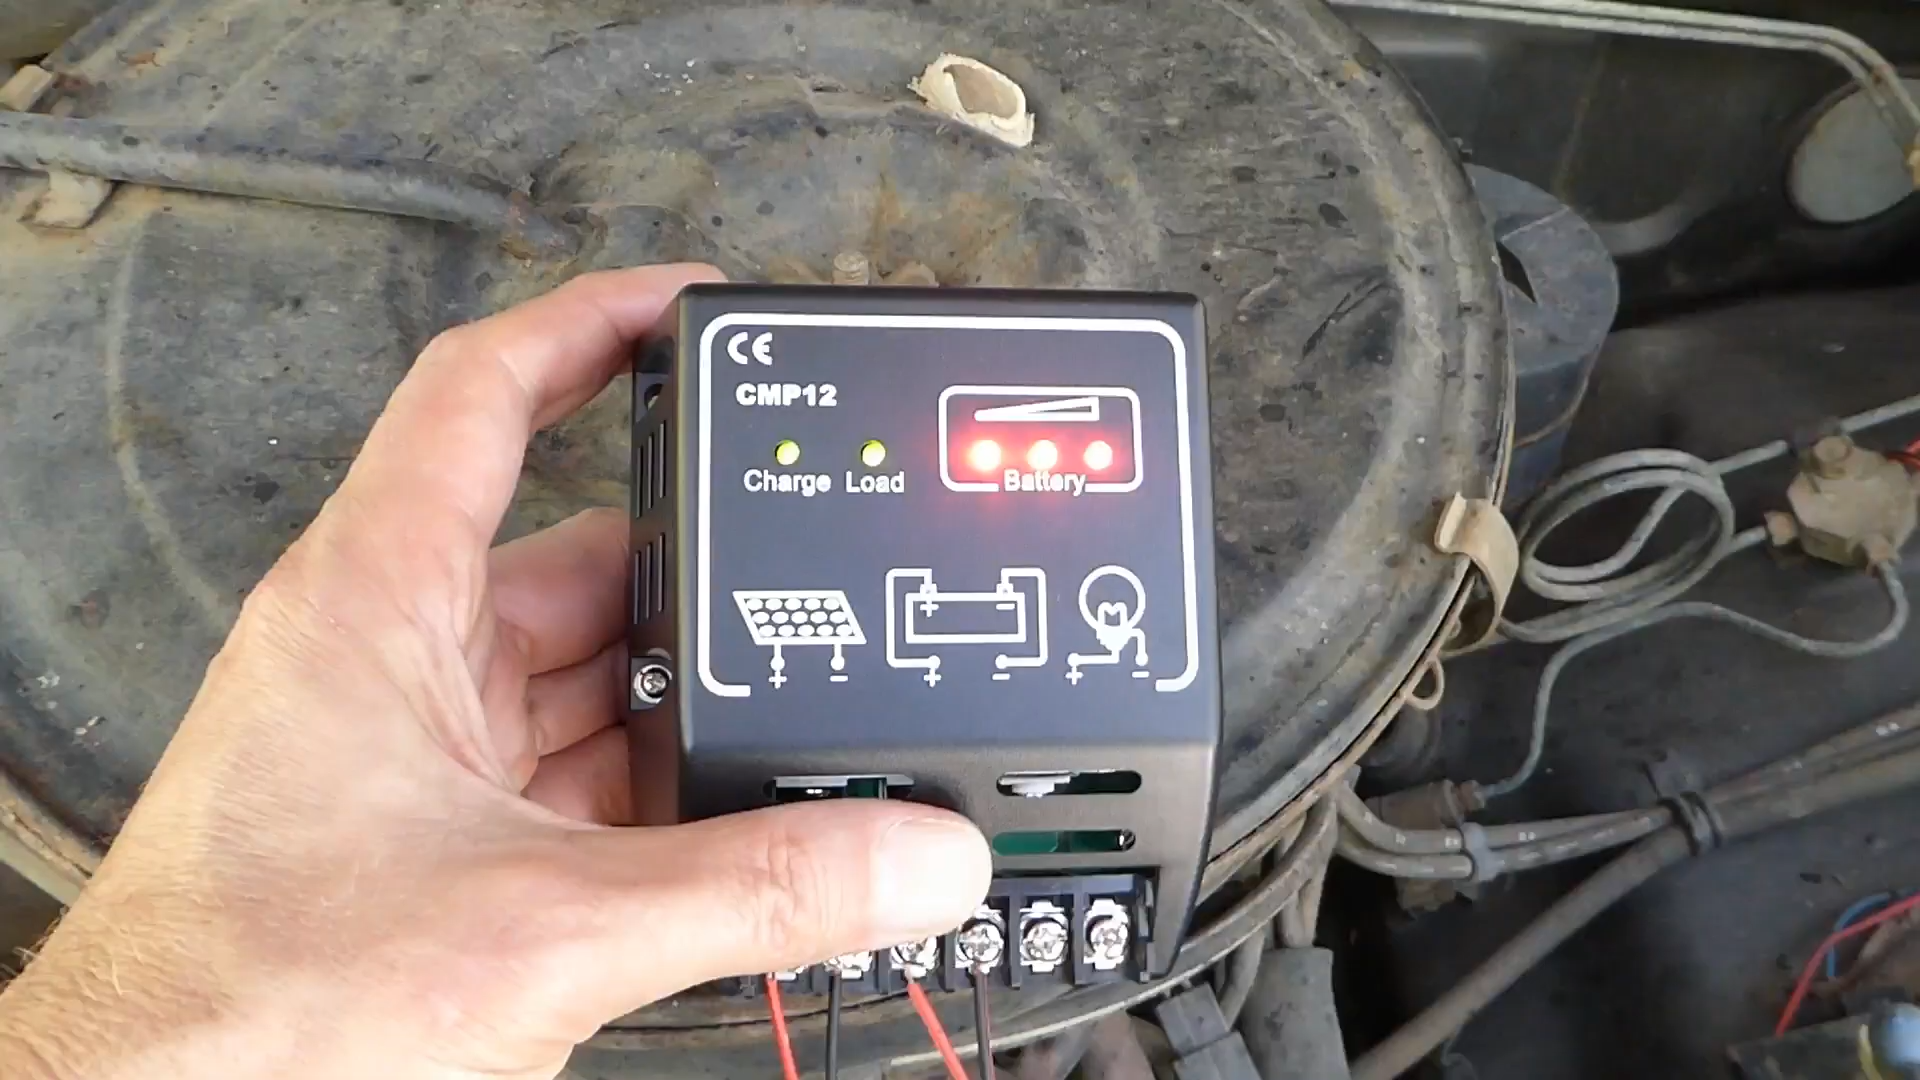 CE
CMP12
Charge Load Battery
+ -
+ - + - + -